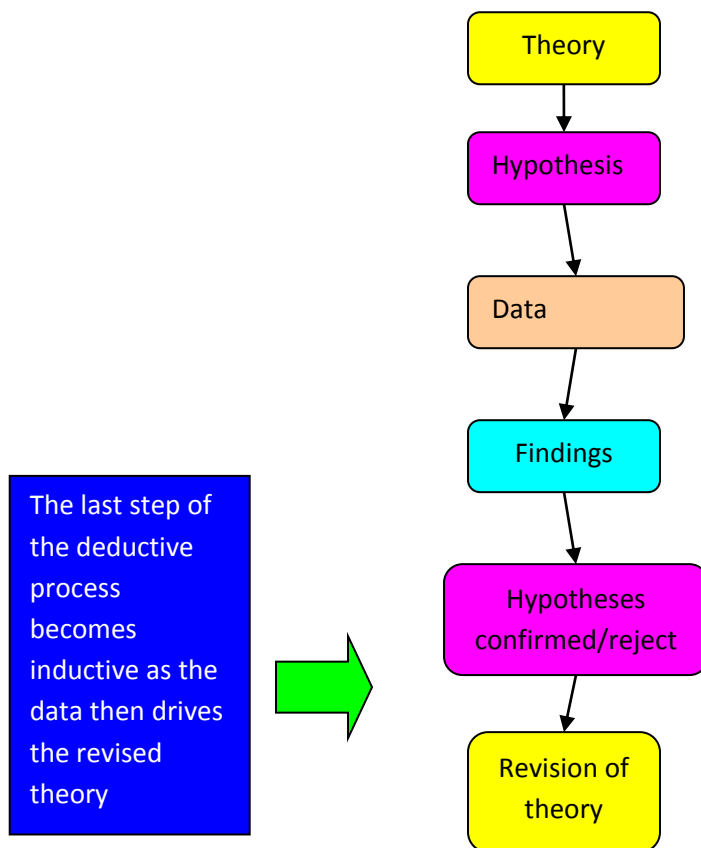 Theory
Hypothesis
Data
Findings
The last step of
the deductive
process
becomes
inductive as the
data then drives
the revised
theory
Hypotheses
confirmed/reject
Revision of
theory